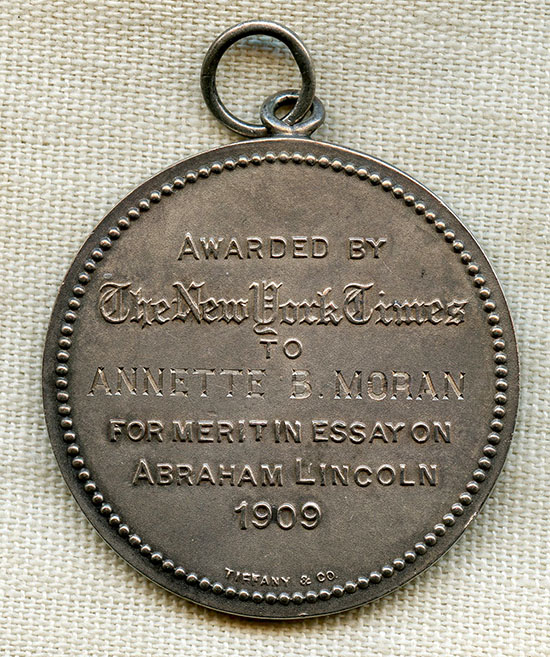 AWARDED BY
The New York Times
TO
ANNETTE B. MORAN
FOR MERIT IN ESSAY ON
ABRAHAM LINCOLN
1909
TIFFANY & CO.